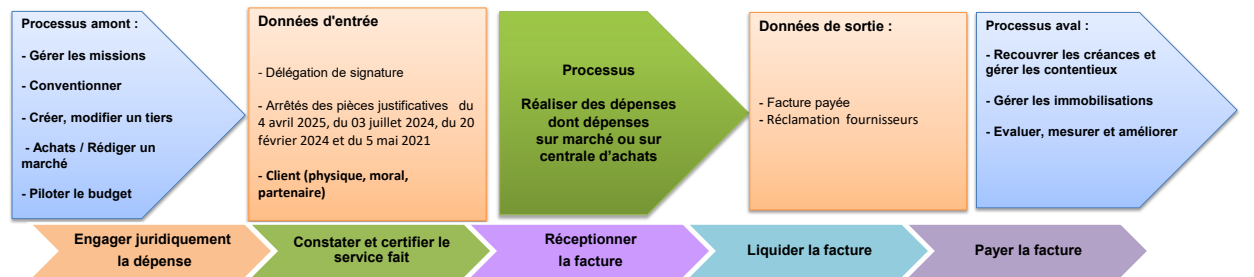 Processus amont :
- Gérer les missions
- Conventionner
- Créer, modifier un tiers
- Achats / Rédiger un
marché
- Piloter le budget
Données d'entrée
- Délégation de signature
- Arrêtés des pièces justificatives du
4 avril 2025, du 03 juillet 2024, du 20
février 2024 et du 5 mai 2021
- Client (physique, moral,
partenaire)
Processus
Réaliser des dépenses
dont dépenses
sur marché ou sur
centrale d'achats
Données de sortie :
- Facture payée
- Réclamation fournisseurs
Processus aval :
- Recouvrer les créances et
gérer les contentieux
- Gérer les immobilisations
- Evaluer, mesurer et améliorer
Engager juridiquement
la dépense
Constater et certifier le
service fait
Réceptionner
la facture
Liquider la facture
Payer la facture